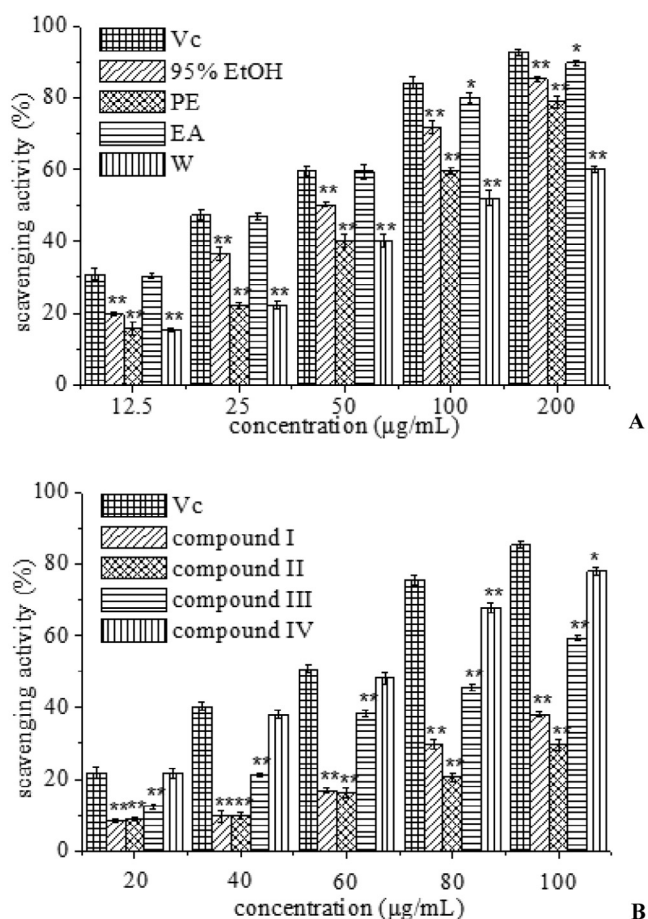 100
80
60
40
20
0
scavenging activity (%)
Vc
95% EtOH
PE
EA
W
** ** **
** ** **
** ** **
** ** * **
** ** * **
12.5 25 50 100 200
concentration (μg/mL)
A
100
80
60
40
20
0
scavenging activity (%)
Vc
compound I
compound II
compound III
compound IV
** ** **
** ** **
** ** **
** ** ** **
** ** ** *
20 40 60 80 100
concentration (μg/mL)
B